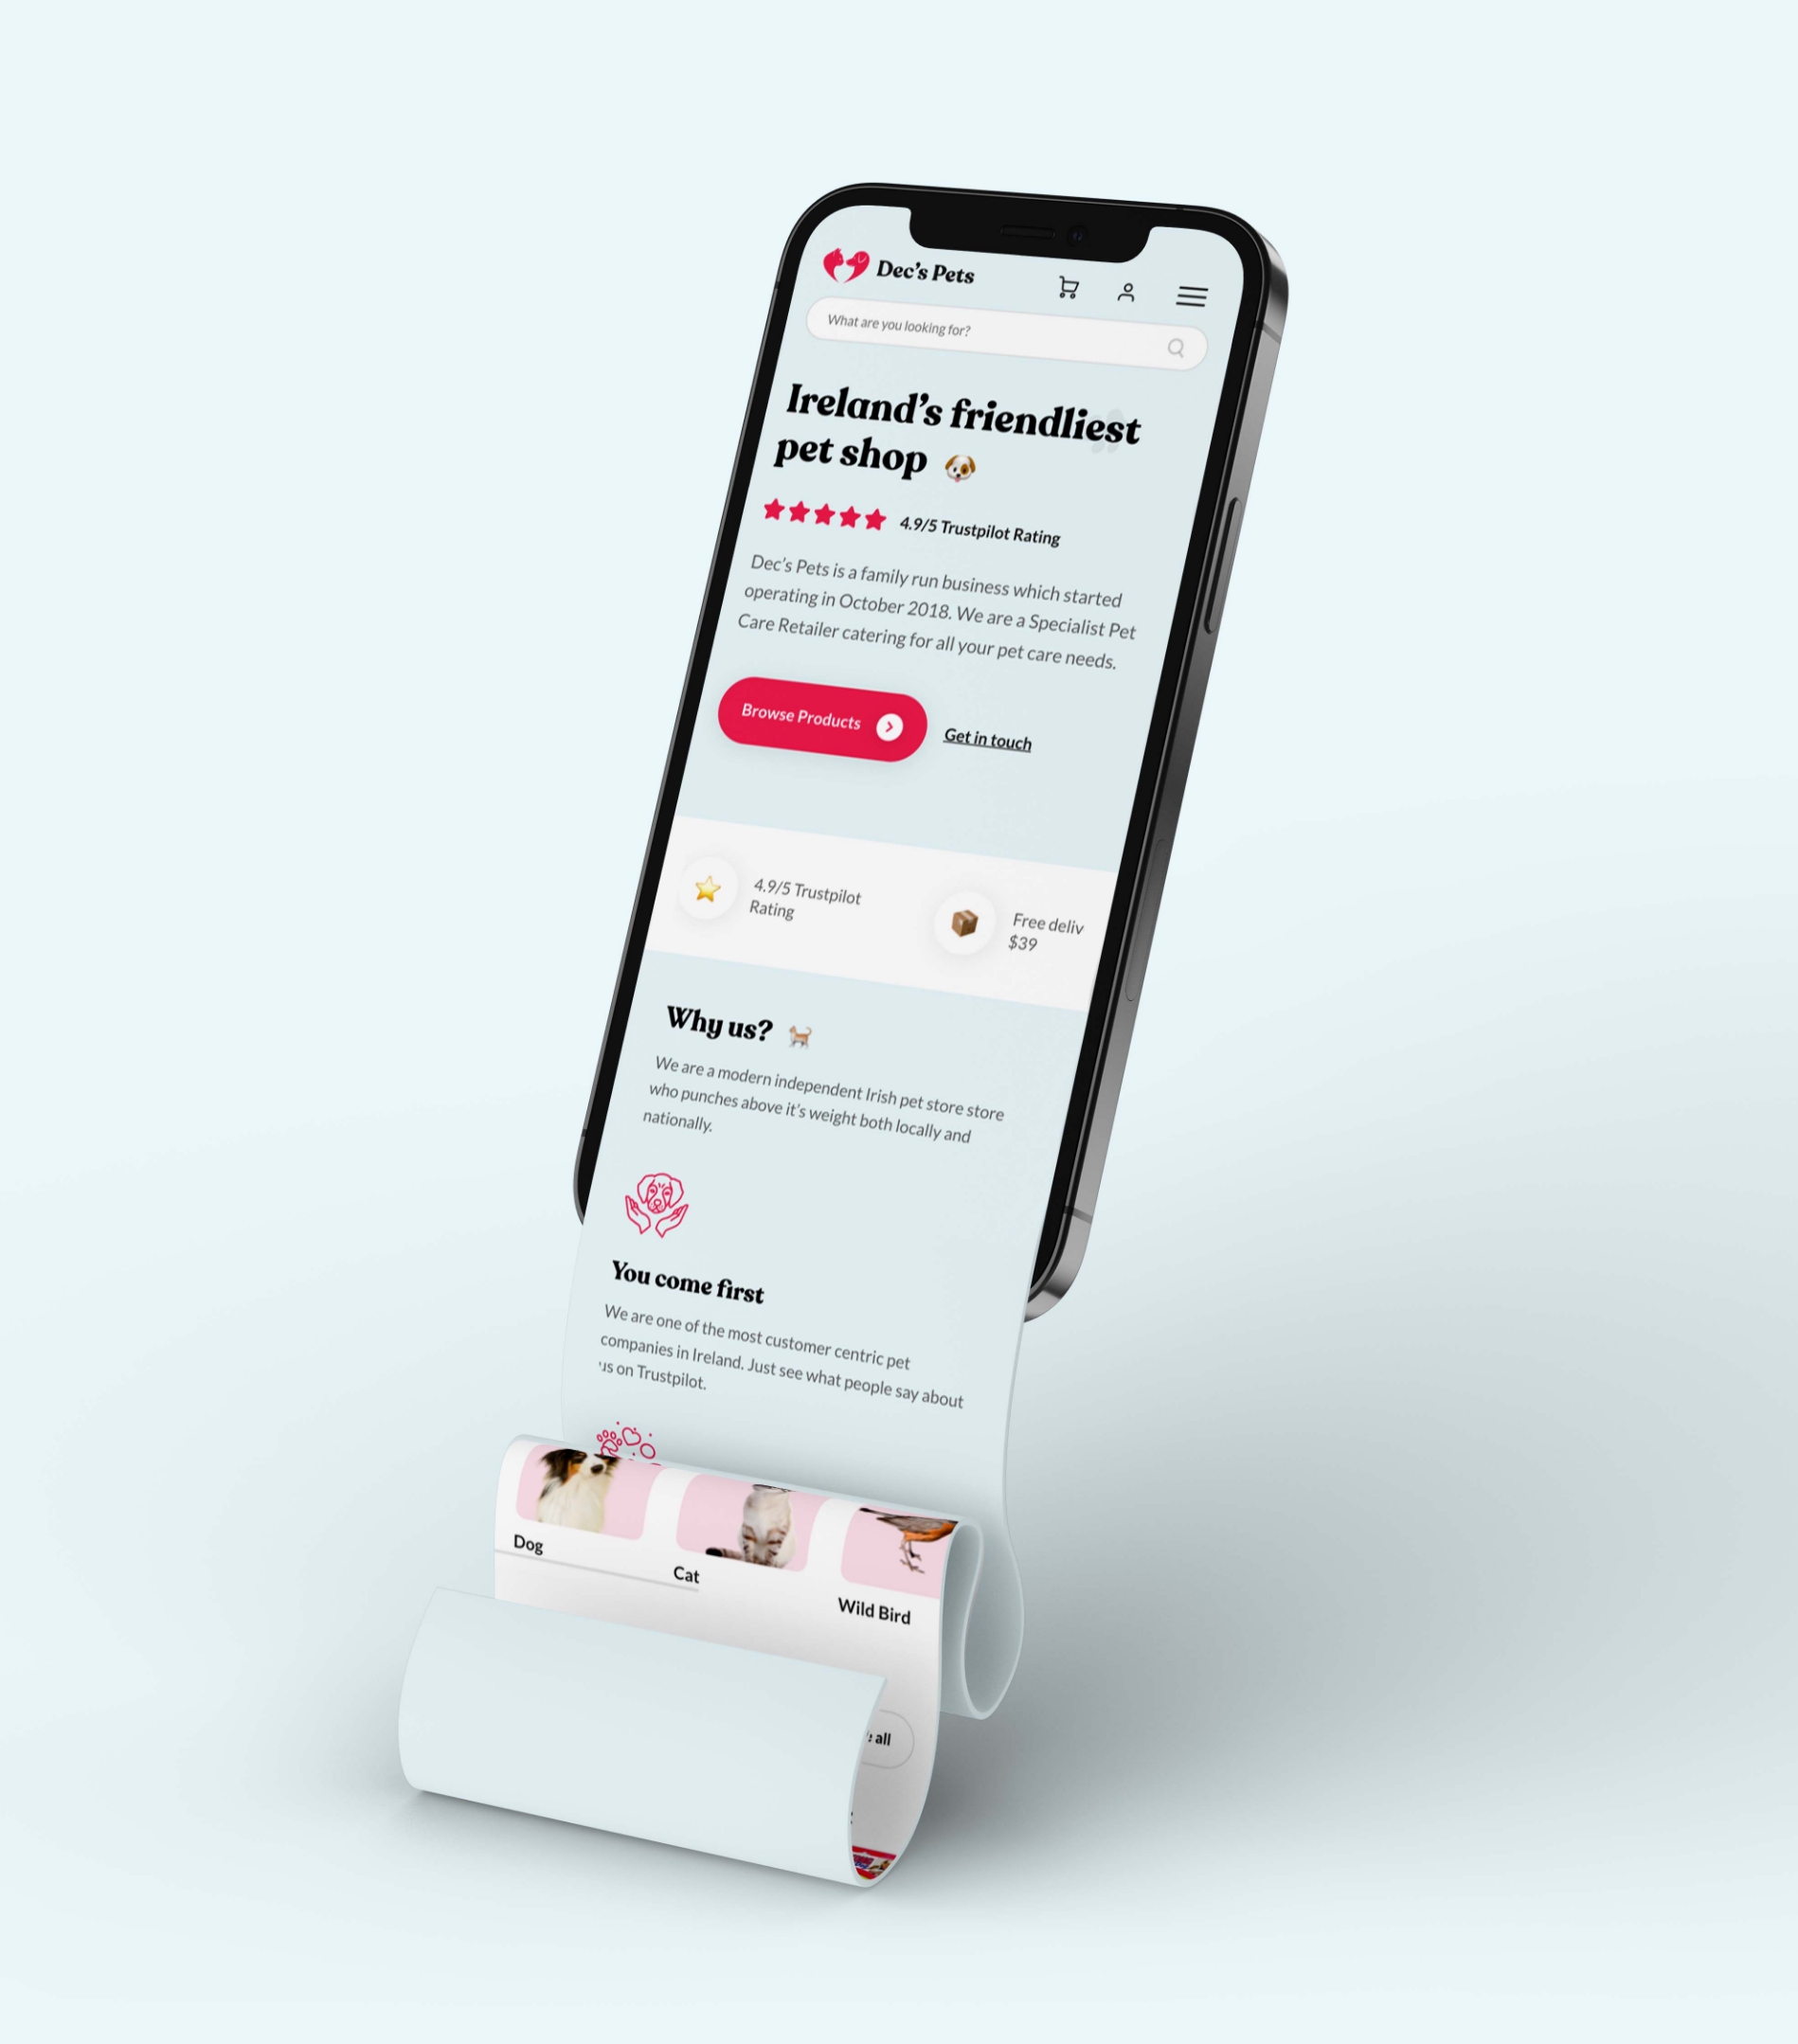 Dec's Pets
What are you looking for?
Ireland's friendliest
pet shop
4.9/5 Trustpilot Rating
Dec's Pets is a family run business which started
operating in October 2018. We are a Specialist Pet
Care Retailer catering for all your pet care needs.
Browse Products
Get in touch
4.9/5 Trustpilot
Rating
Free deliv
$39
Why us?
We are a modern independent Irish pet store store
who punches above it's weight both locally and
nationally.
You come first
We are one of the most customer centric pet
companies in Ireland. Just see what people say about
us on Trustpilot.
Dog
Cat
Wild Bird
all